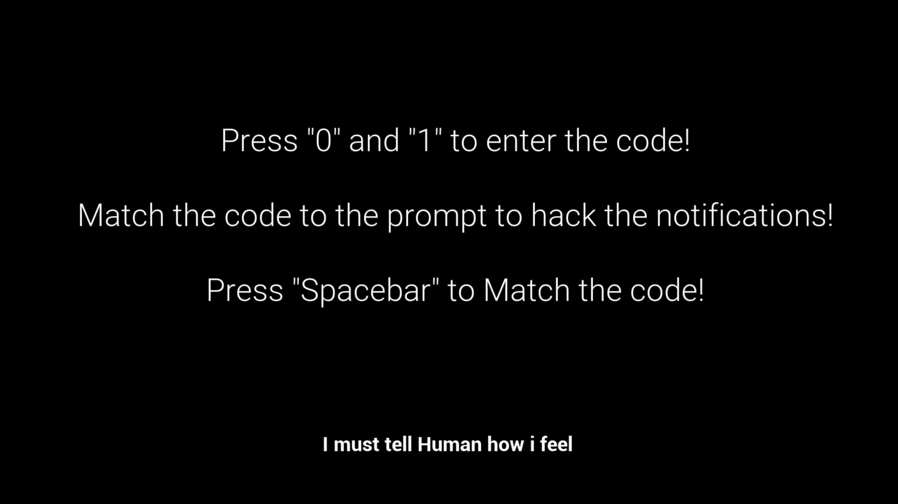 Press "0" and "1" to enter the code!
Match the code to the prompt to hack the notifications!
Press "Spacebar" to Match the code!
I must tell Human how i feel